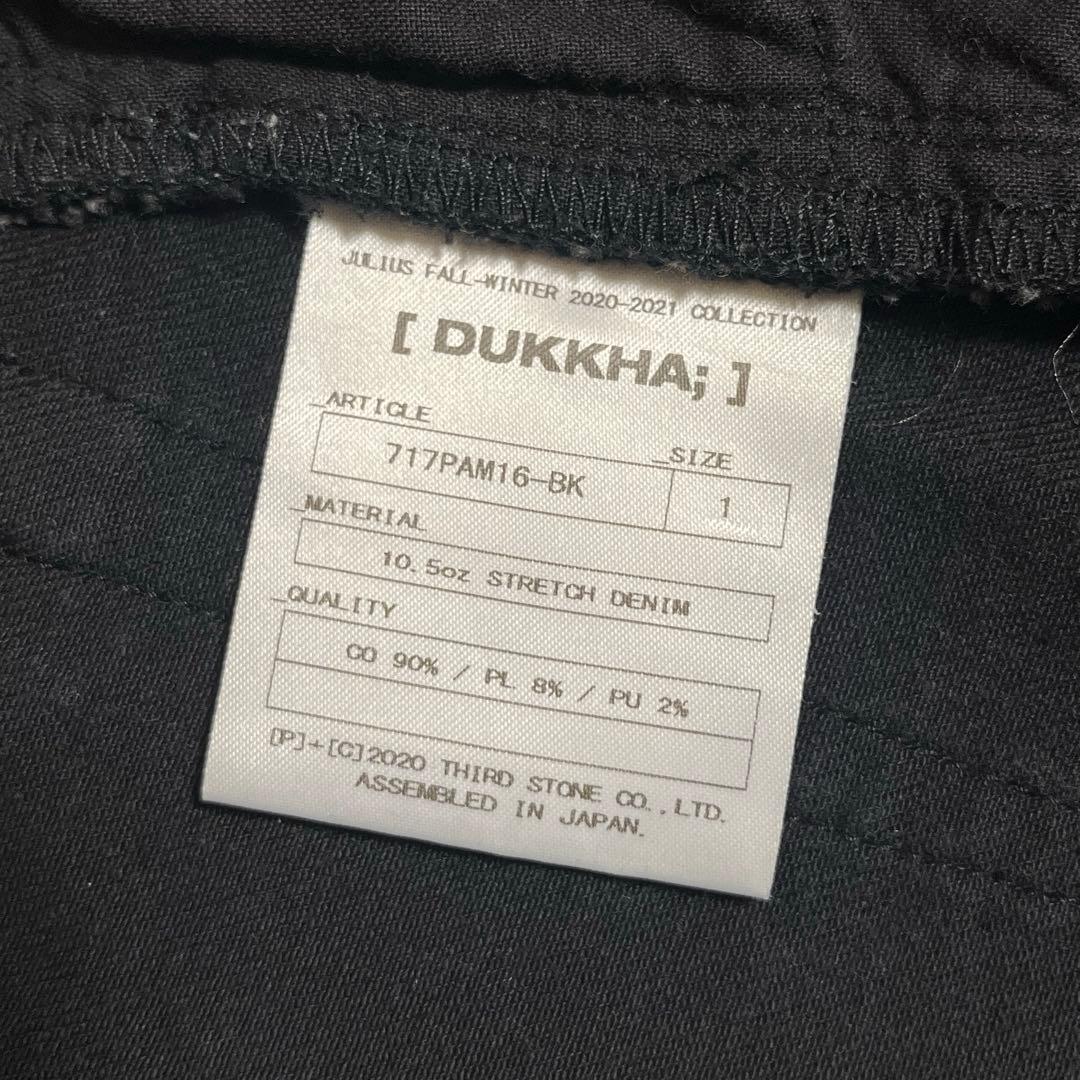 JULIUS FALL-WINTER 2020-2021 COLLECTION
[ DUKKHA; ]
_ARTICLE
_SIZE
717PAM16-BK
1
_MATERIAL
10.5oz STRETCH DENIM
_QUALITY
CO 90% / PL 8% / PU 2%
[P]+[C]2020 THIRD STONE CO.,LTD.
ASSEMBLED IN JAPAN.